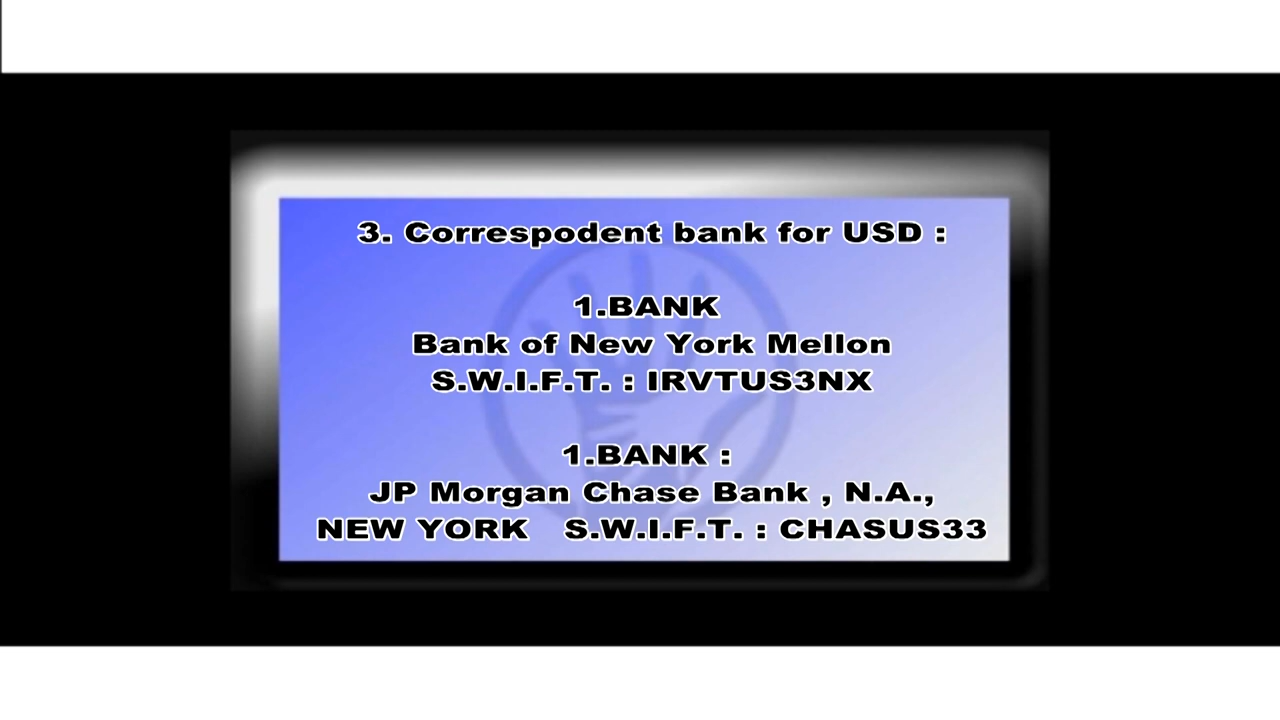 3. Correspodent bank for USD :
1.BANK
Bank of New York Mellon
S.W.I.F.T. : IRVTUS3NX
1.BANK :
JP Morgan Chase Bank , N.A.,
NEW YORK S.W.I.F.T. : CHASUS33